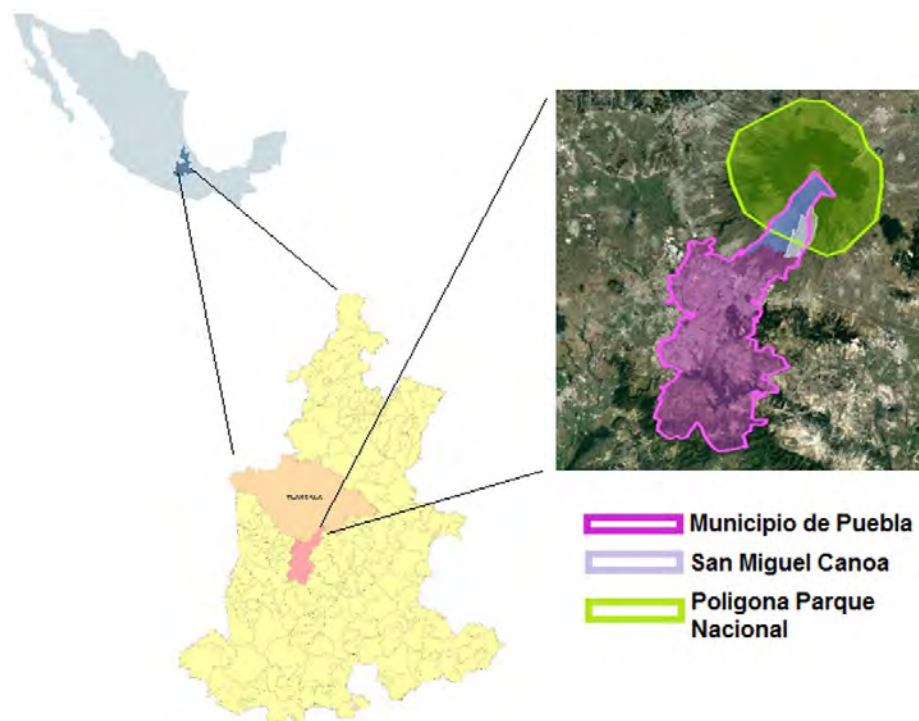 TLAXCALA
Municipio de Puebla
San Miguel Canoa
Poligona Parque
Nacional